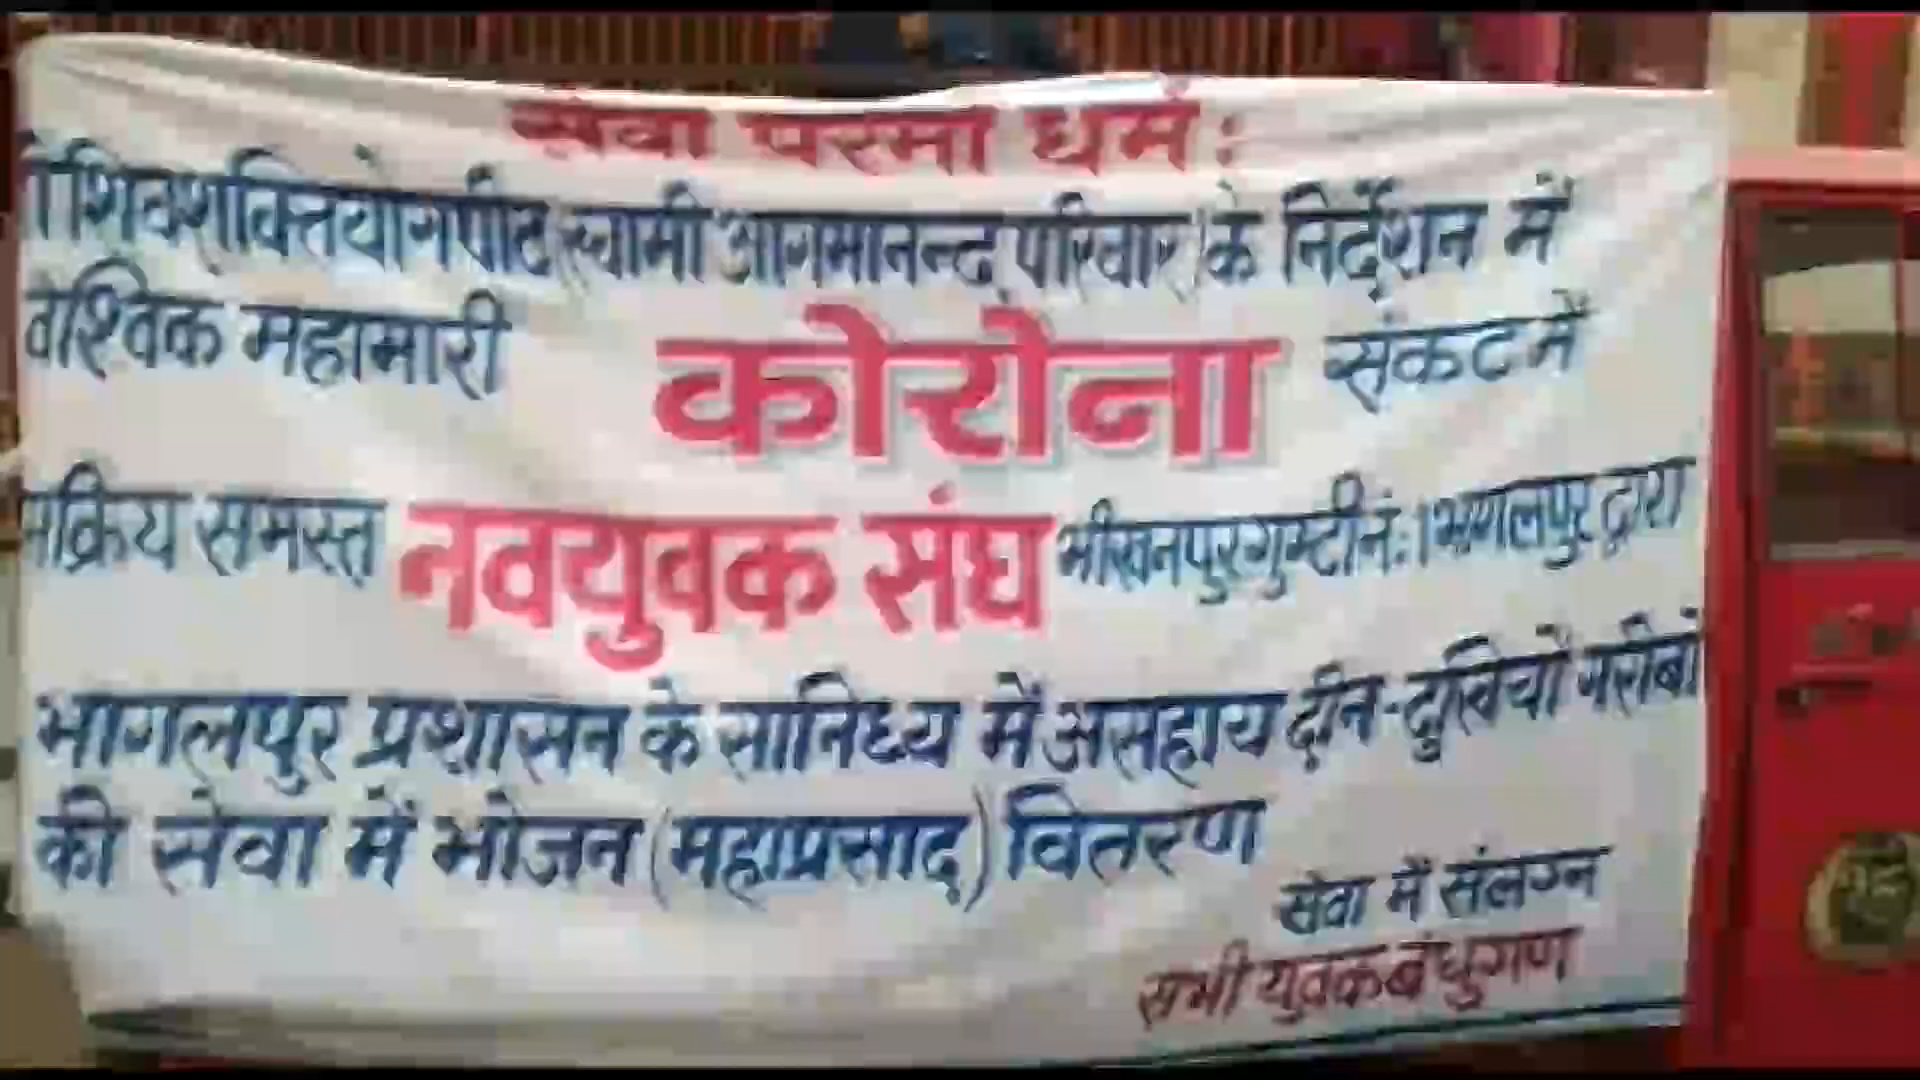 सेवा परमो धर्म:
शिवशक्तियोगपीठ (स्वामी आगमानन्द परिवार) के निर्देशन में
वैश्विक महामारी कोरोना संकट में
सक्रिय समस्त नवयुवक संघ भीखनपुर गुमटी नं:1 भागलपुर द्वारा
भागलपुर प्रशासन के सानिध्य में असहाय दीन-दुखियों गरीबों
की सेवा में भोजन (महाप्रसाद) वितरण
सेवा में संलग्न
सभी युवक बंधुगण